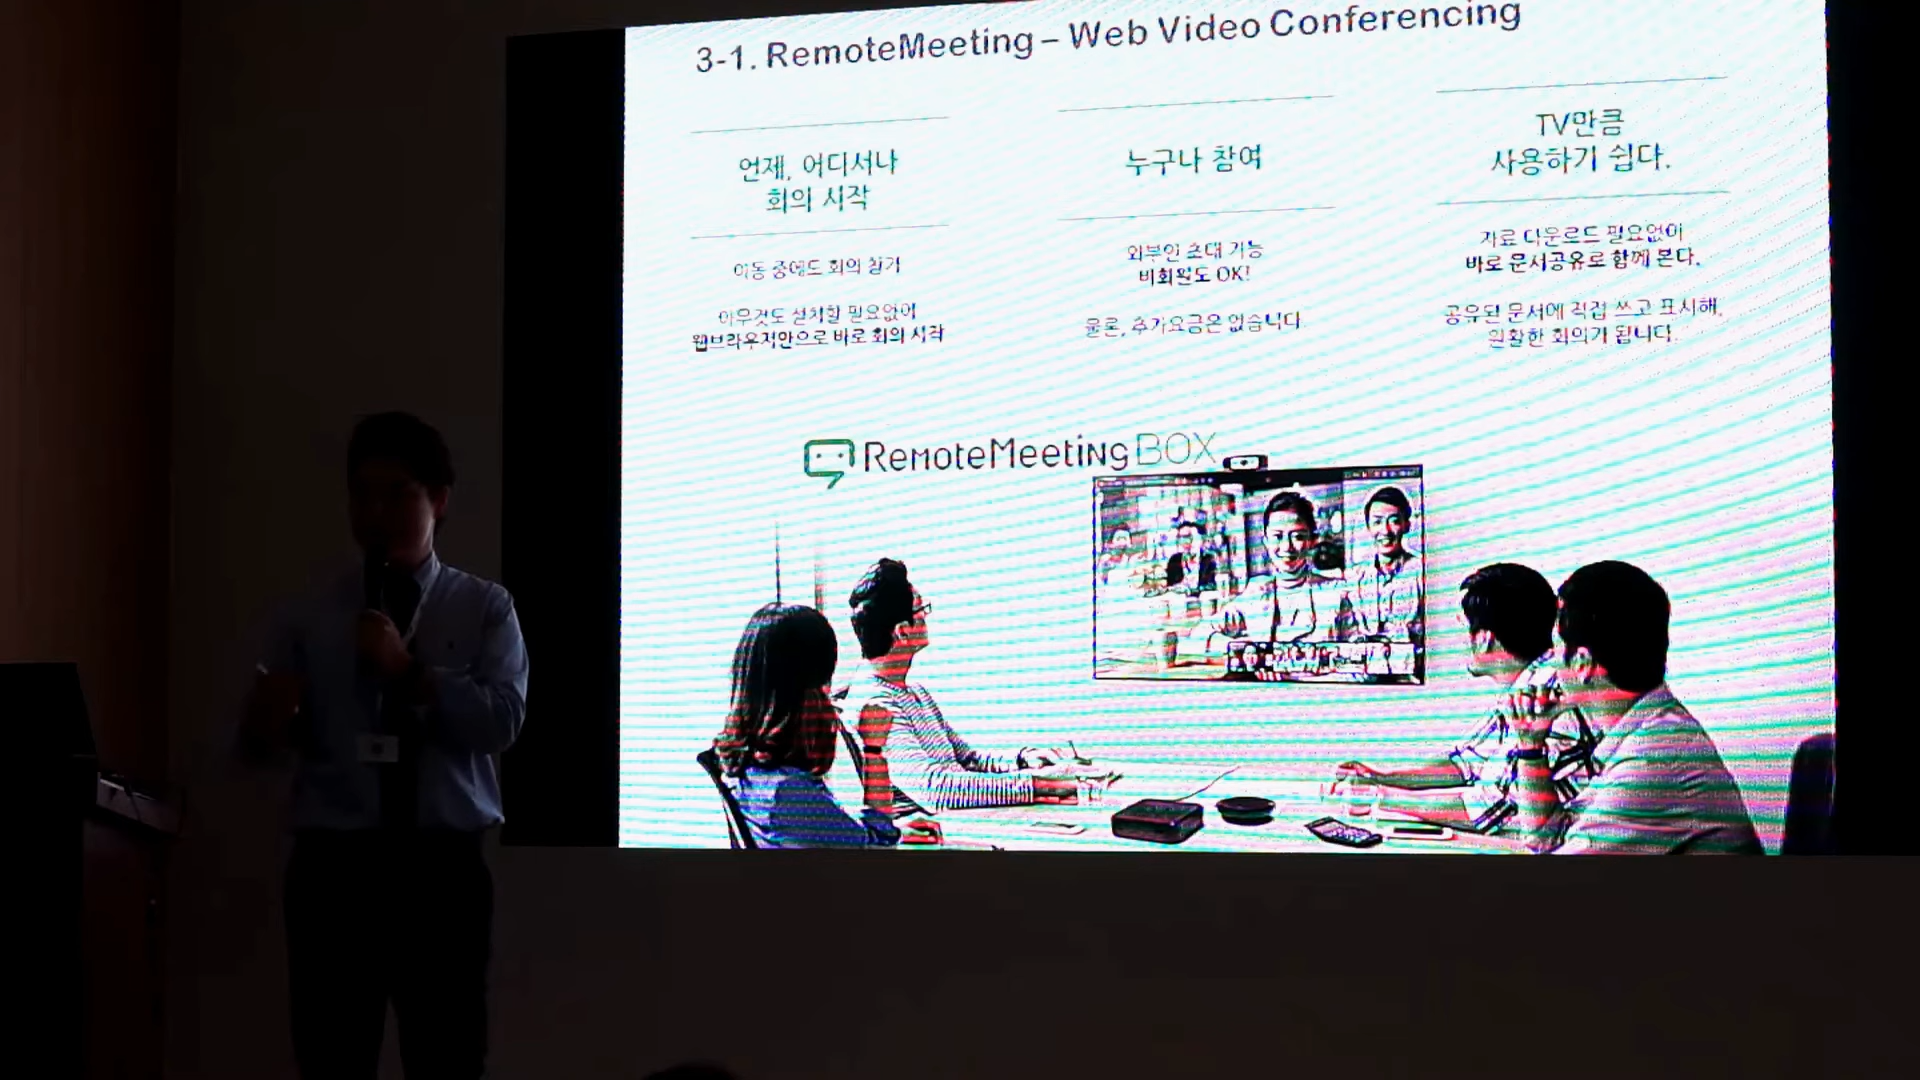 3-1. RemoteMeeting – Web Video Conferencing
언제, 어디서나
회의 시작
이동 중에도 회의 참가
아무것도 설치할 필요없이
웹브라우저만으로 바로 회의 시작
누구나 참여
외부인 초대 기능
비회원도 OK!
물론, 추가요금은 없습니다.
TV만큼
사용하기 쉽다.
자료 다운로드 필요없이
바로 문서공유로 함께 본다.
공유된 문서에 직접 쓰고 표시해,
원활한 회의가 됩니다.
RemoteMeeting BOX